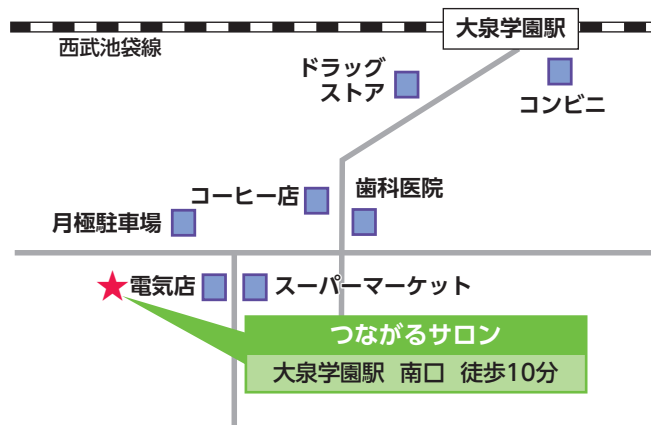 大泉学園駅
西武池袋線
ドラッグ
ストア
コンビニ
コーヒー店
歯科医院
月極駐車場
電気店
スーパーマーケット
つながるサロン
大泉学園駅 南口 徒歩10分